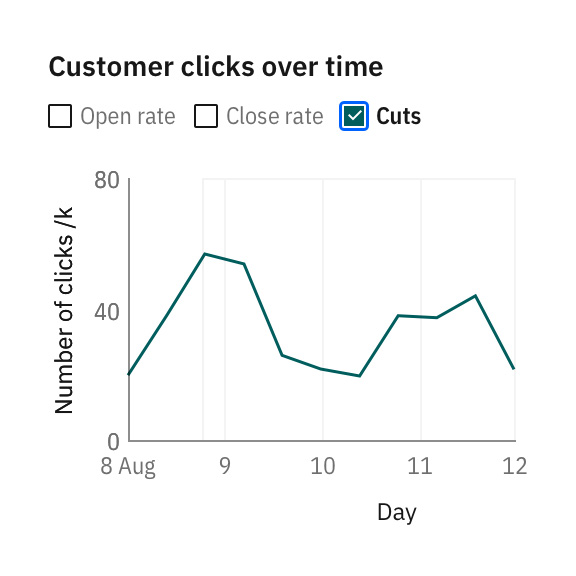 Customer clicks over time
Open rate Close rate Cuts
Number of clicks /k
80
40
0
8 Aug 9 10 11 12
Day